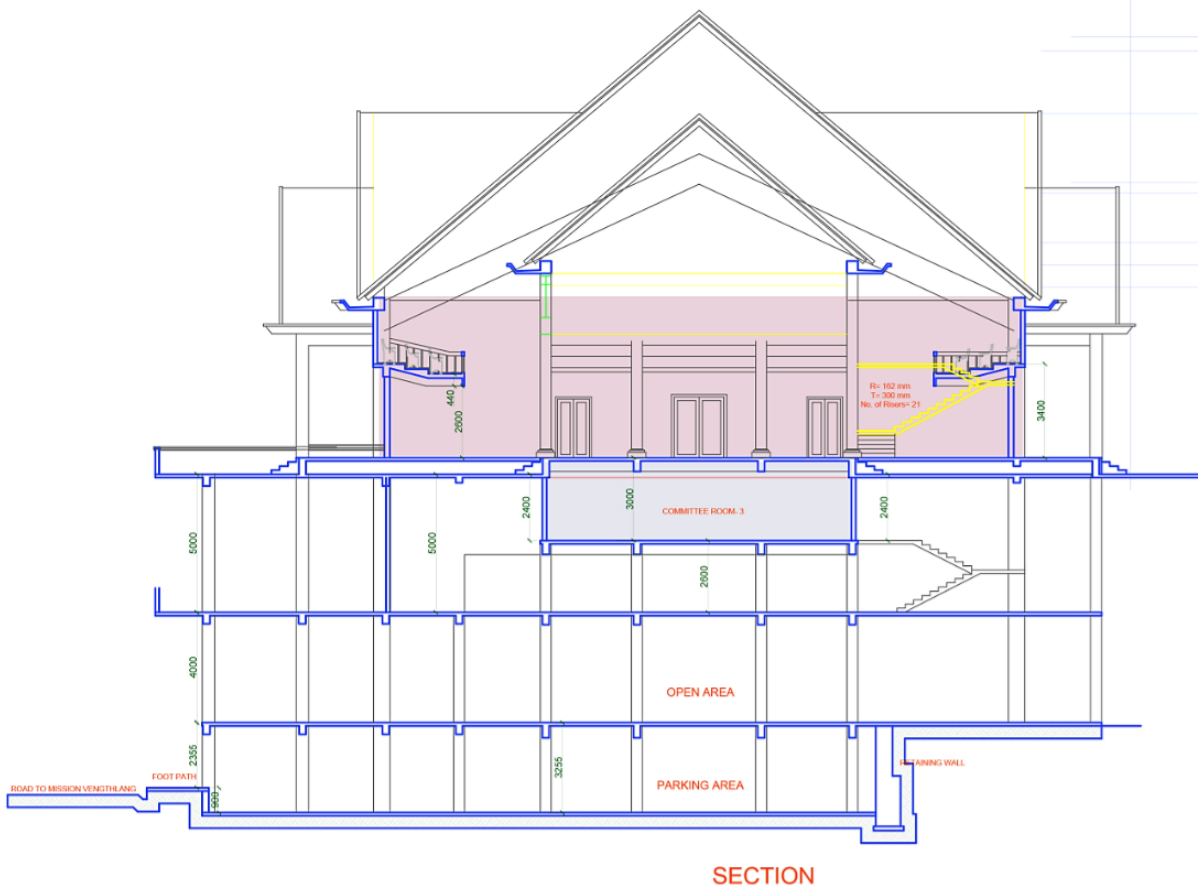 R= 162 mm
T= 300 mm
No. of Risers= 21
440
2600
3400
2400
3000
COMMITTEE ROOM- 3
2400
5000
5000
2600
4000
OPEN AREA
2355
3255
FOOT PATH
RETAINING WALL
ROAD TO MISSION VENGTHLANG
900
PARKING AREA
SECTION